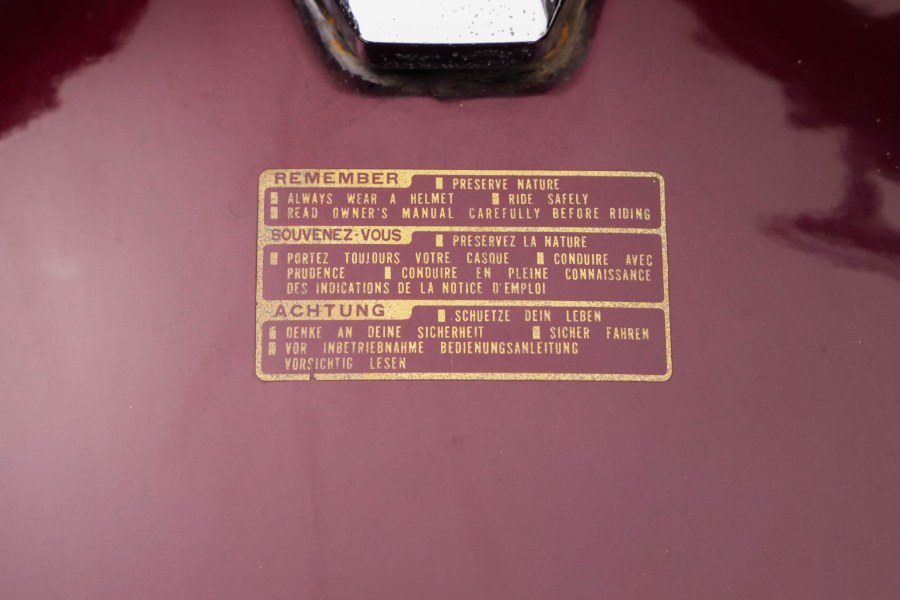 REMEMBER PRESERVE NATURE
ALWAYS WEAR A HELMET RIDE SAFELY
READ OWNER'S MANUAL CAREFULLY BEFORE RIDING
SOUVENEZ-VOUS PRESERVEZ LA NATURE
PORTEZ TOUJOURS VOTRE CASQUE CONDUIRE AVEC
PRUDENCE CONDUIRE EN PLEINE CONNAISSANCE
DES INDICATIONS DE LA NOTICE D'EMPLOI
ACHTUNG SCHUETZE DEIN LEBEN
DENKE AN DEINE SICHERHEIT SICHER FAHREN
VOR INBETRIEBNAHME BEDIENUNGSANLEITUNG
VORSICHTIG LESEN